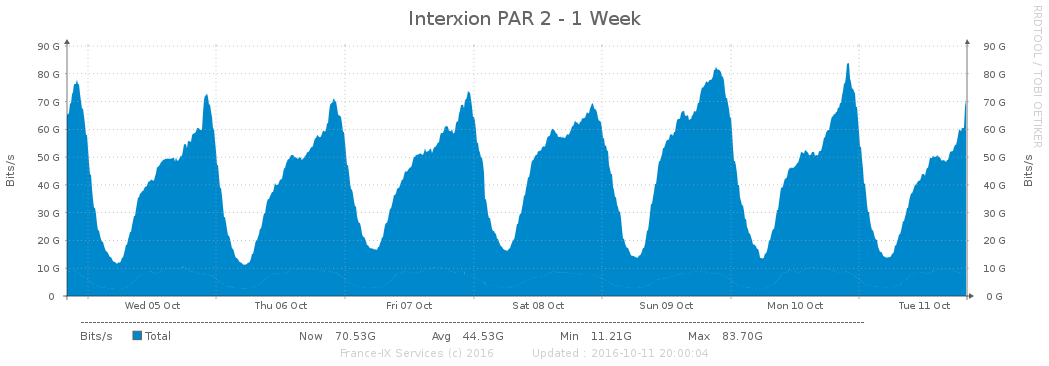 Interxion PAR 2 - 1 Week
RRDTOOL / TOBI OETIKER
Bits/s
90 G 90 G
80 G 80 G
70 G 70 G
60 G 60 G
50 G 50 G
40 G 40 G
30 G 30 G
20 G 20 G
10 G 10 G
0 0 G
Bits/s
Wed 05 Oct Thu 06 Oct Fri 07 Oct Sat 08 Oct Sun 09 Oct Mon 10 Oct Tue 11 Oct
Bits/s Total Now 70.53G Avg 44.53G Min 11.21G Max 83.70G
France-IX Services (c) 2016 Updated : 2016-10-11 20:00:04